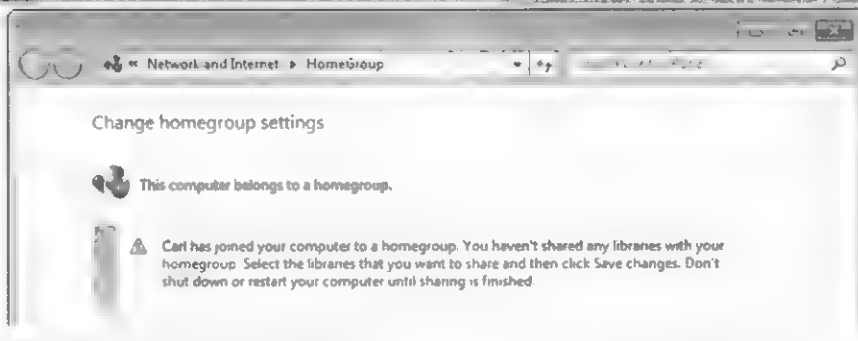 « Network and Internet ▸ HomeGroup
Change homegroup settings
This computer belongs to a homegroup.
Carl has joined your computer to a homegroup. You haven't shared any libraries with your
homegroup. Select the libraries that you want to share and then click Save changes. Don't
shut down or restart your computer until sharing is finished.